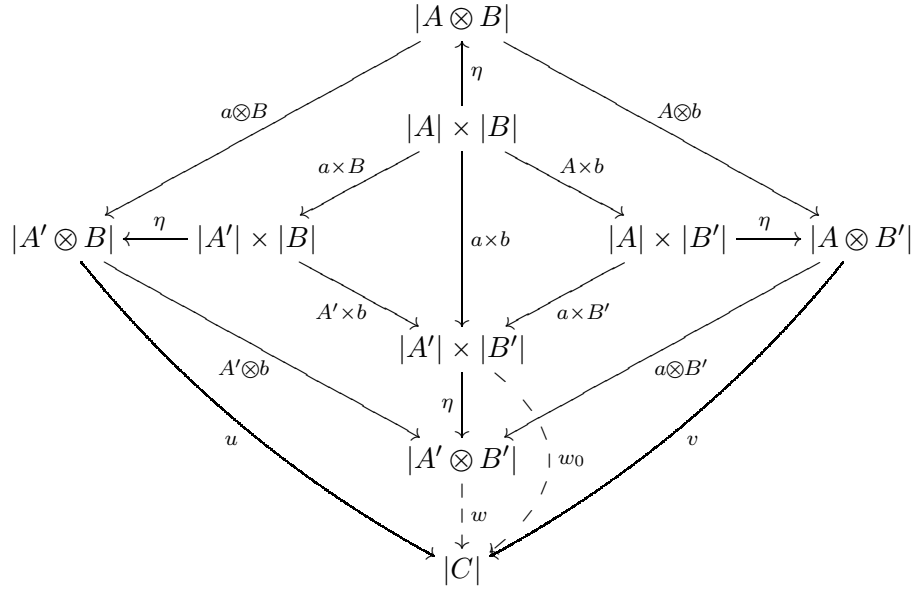 |A ⊗ B|
η
a⊗B A⊗b
|A| × |B|
a×B A×b
|A′ ⊗ B| η |A′| × |B| a×b |A| × |B′| η |A ⊗ B′|
A′×b a×B′
|A′| × |B′|
A′⊗b η a⊗B′
u v
|A′ ⊗ B′| w₀
w
|C|